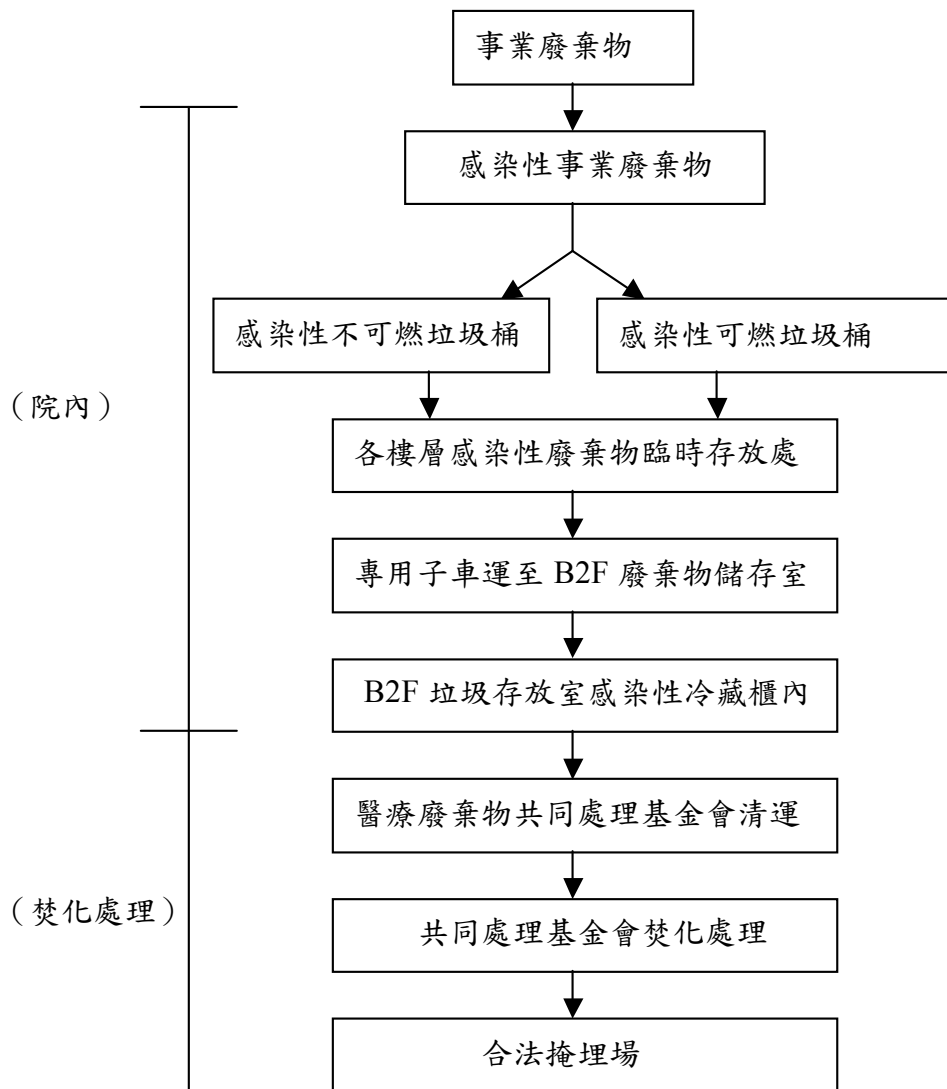 事業廢棄物
感染性事業廢棄物
感染性不可燃垃圾桶
感染性可燃垃圾桶
（院內）
各樓層感染性廢棄物臨時存放處
專用子車運至 B2F 廢棄物儲存室
B2F 垃圾存放室感染性冷藏櫃內
醫療廢棄物共同處理基金會清運
（焚化處理）
共同處理基金會焚化處理
合法掩埋場